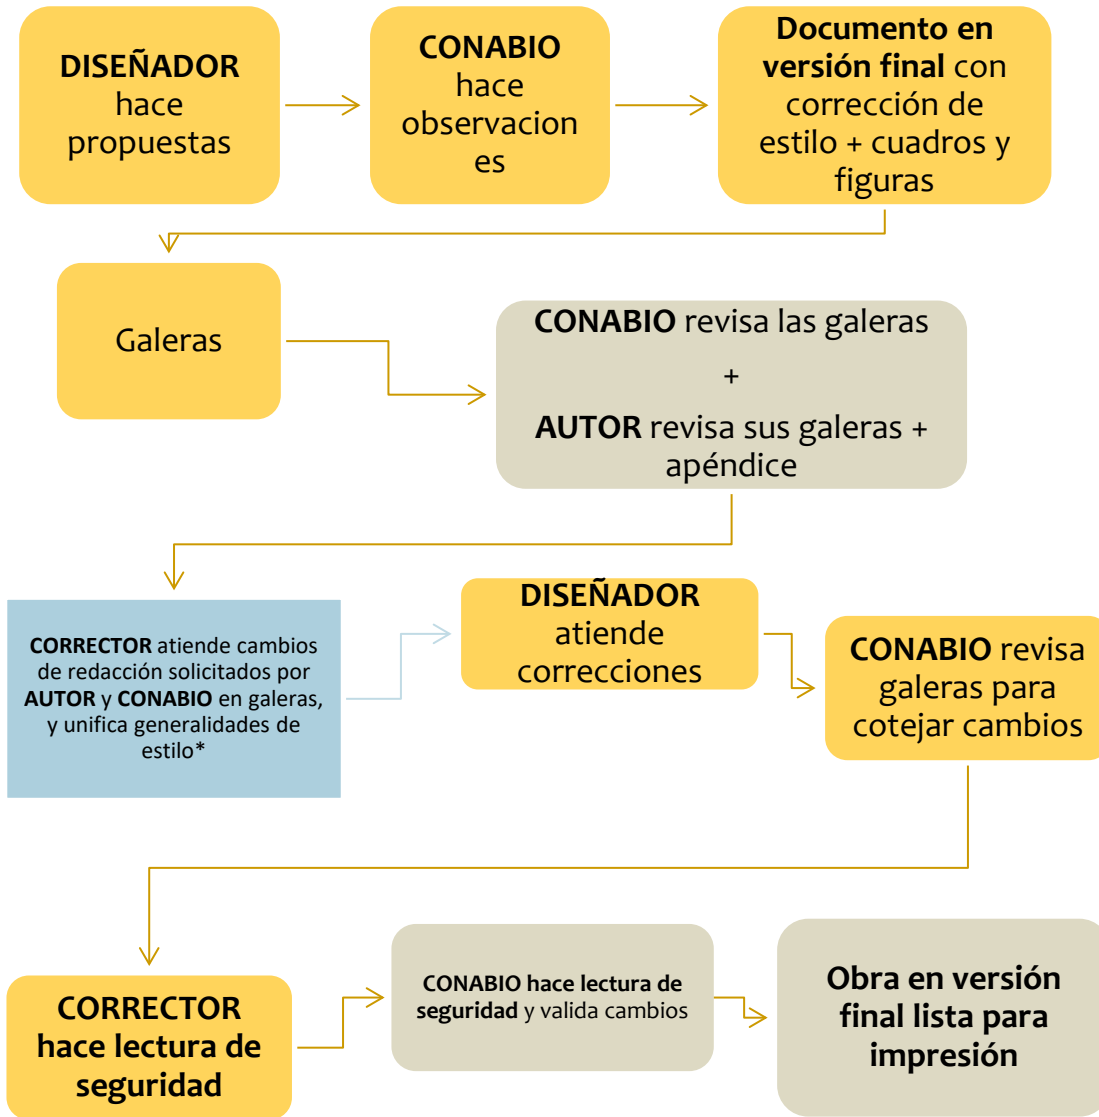 DISEÑADOR
hace
propuestas
CONABIO
hace
observacion
es
Documento en
versión final con
corrección de
estilo + cuadros y
figuras
Galeras
CONABIO revisa las galeras
+
AUTOR revisa sus galeras +
apéndice
CORRECTOR atiende cambios
de redacción solicitados por
AUTOR y CONABIO en galeras,
y unifica generalidades de
estilo*
DISEÑADOR
atiende
correcciones
CONABIO revisa
galeras para
cotejar cambios
CORRECTOR
hace lectura de
seguridad
CONABIO hace lectura de
seguridad y valida cambios
Obra en versión
final lista para
impresión